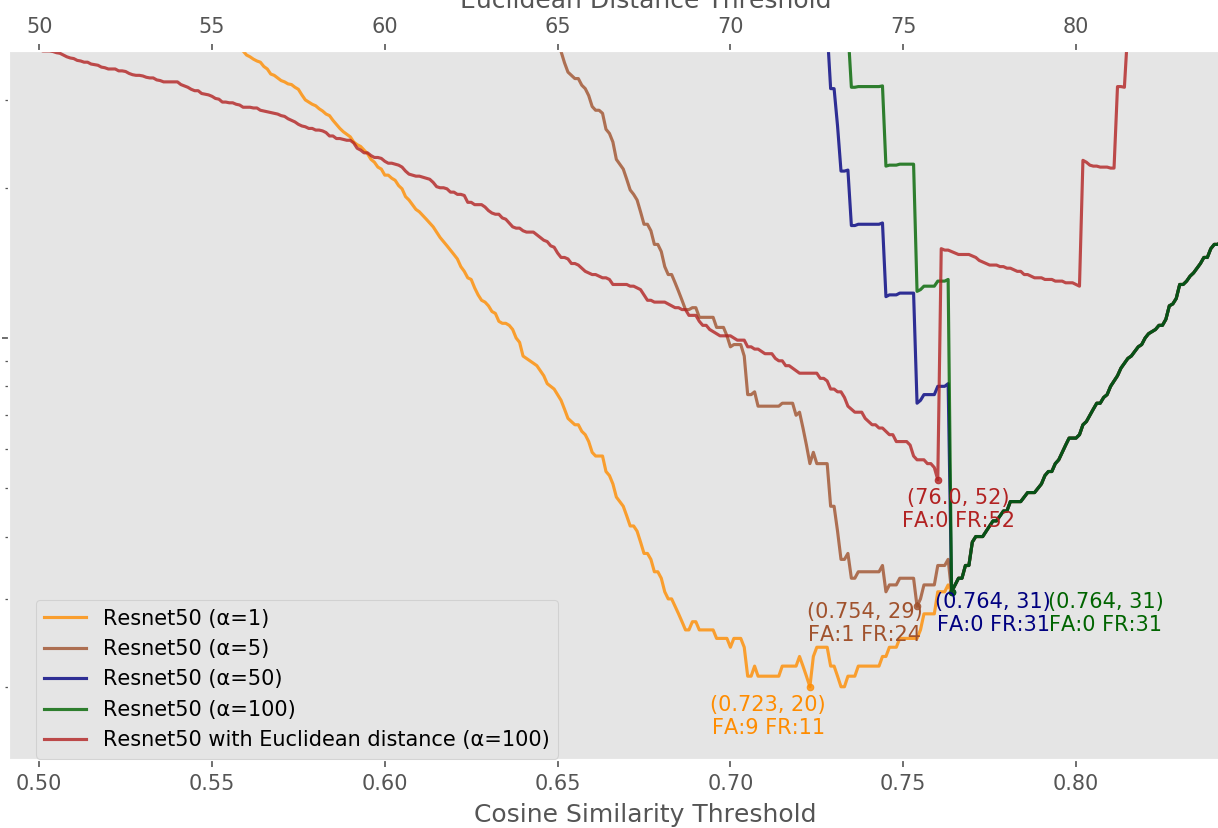 Euclidean Distance Threshold
50 55 60 65 70 75 80
(76.0, 52)
FA:0 FR:52
(0.754, 29)
FA:1 FR:24
(0.764, 31)
FA:0 FR:31
(0.764, 31)
FA:0 FR:31
(0.723, 20)
FA:9 FR:11
Resnet50 (α=1)
Resnet50 (α=5)
Resnet50 (α=50)
Resnet50 (α=100)
Resnet50 with Euclidean distance (α=100)
0.50 0.55 0.60 0.65 0.70 0.75 0.80
Cosine Similarity Threshold